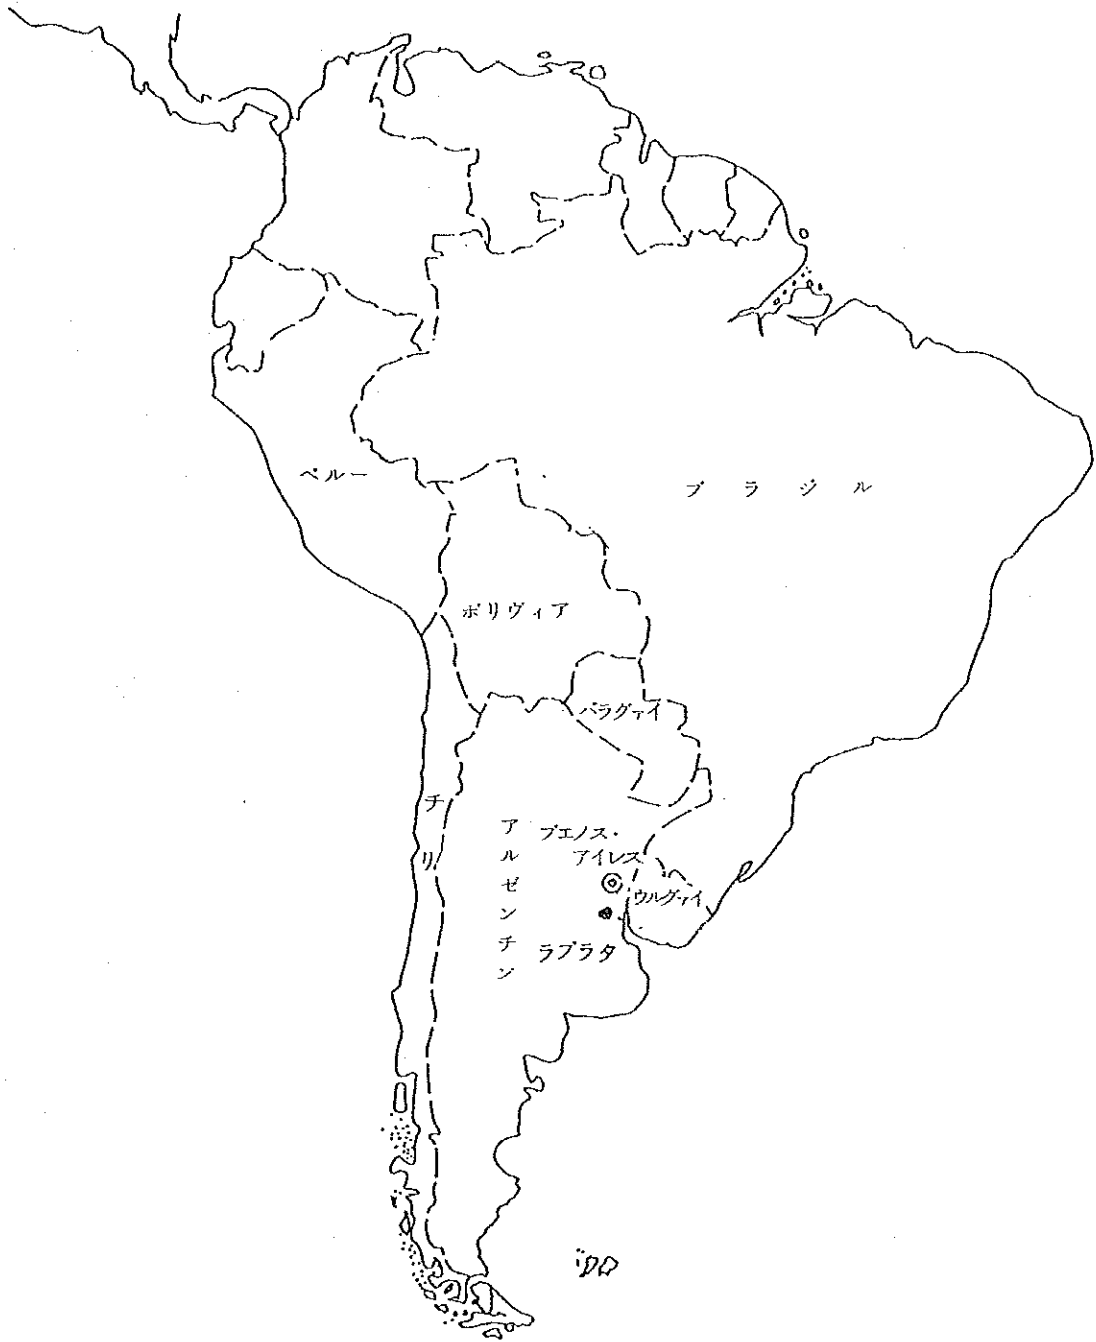 ペルー
ブラジル
ボリヴィア
パラグァイ
チリ
アルゼンチン
ブエノス・
アイレス
ウルグァイ
ラプラタ